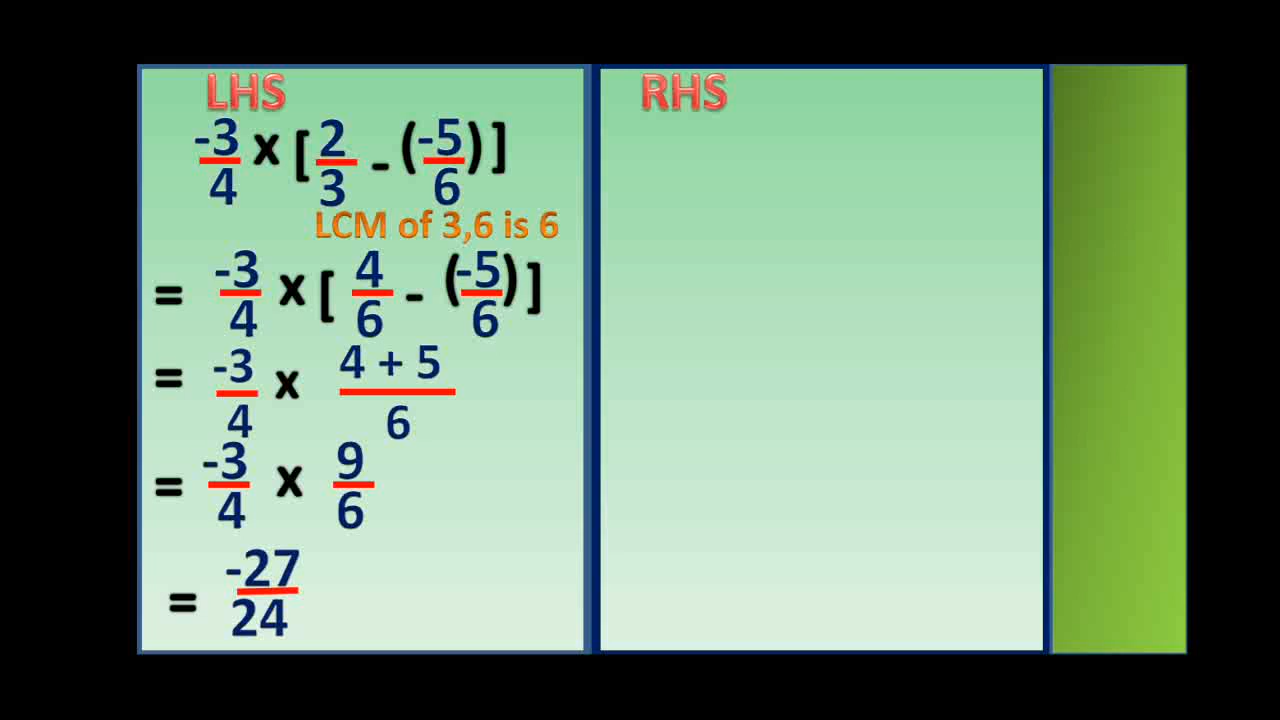 LHS
-3/4 x [2/3 - (-5/6)]
LCM of 3,6 is 6
= -3/4 x [4/6 - (-5/6)]
= -3/4 x 4 + 5/6
= -3/4 x 9/6
= -27/24
RHS